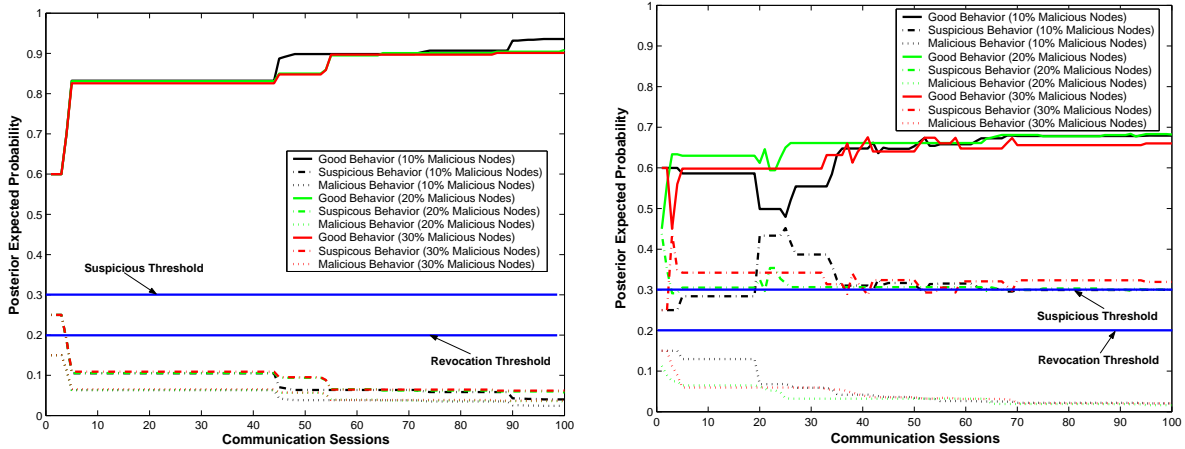 1
0.9
0.8
0.7
0.6
0.5
0.4
0.3
0.2
0.1
0
0
10
20
30
40
50
60
70
80
90
100
Posterior Expected Probability
Communication Sessions
Good Behavior (10% Malicious Nodes)
Suspicious Behavior (10% Malicious Nodes)
Malicious Behavior (10% Malicious Nodes)
Good Behavior (20% Malicious Nodes)
Suspicous Behavior (20% Malicious Nodes)
Malicious Behavior (20% Malicious Nodes)
Good Behavior (30% Malicious Nodes)
Suspicous Behavior (30% Malicious Nodes)
Malicious Behavior (30% Malicious Nodes)
Suspicious Threshold
Revocation Threshold
1
0.9
0.8
0.7
0.6
0.5
0.4
0.3
0.2
0.1
0
0
10
20
30
40
50
60
70
80
90
100
Posterior Expected Probability
Communication Sessions
Good Behavior (10% Malicious Nodes)
Suspicious Behavior (10% Malicious Nodes)
Malicious Behavior (10% Malicious Nodes)
Good Behavior (20% Malicious Nodes)
Suspicous Behavior (20% Malicious Nodes)
Malicious Behavior (20% Malicious Nodes)
Good Behavior (30% Malicious Nodes)
Suspicous Behavior (30% Malicious Nodes)
Malicious Behavior (30% Malicious Nodes)
Suspicious Threshold
Revocation Threshold